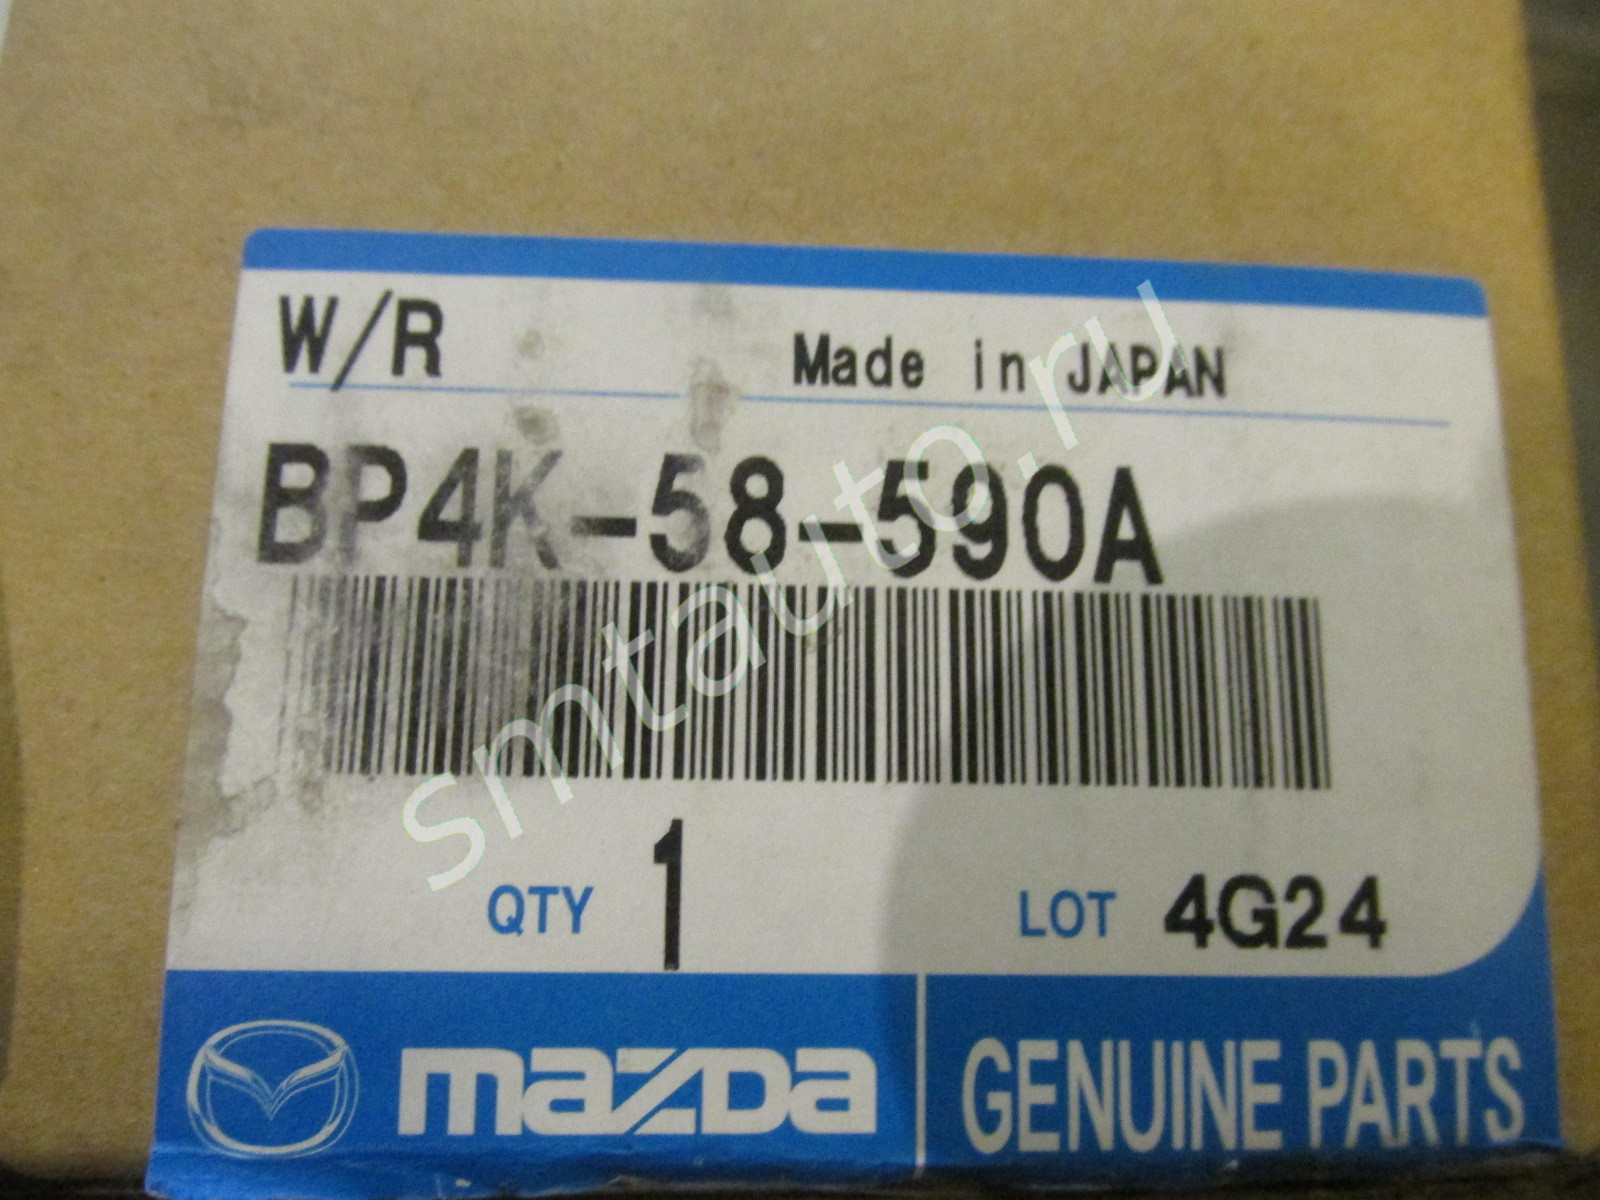 W/R Made in JAPAN
BP4K-58-590A
smtauto.ru
QTY 1 LOT 4G24
mazda GENUINE PARTS